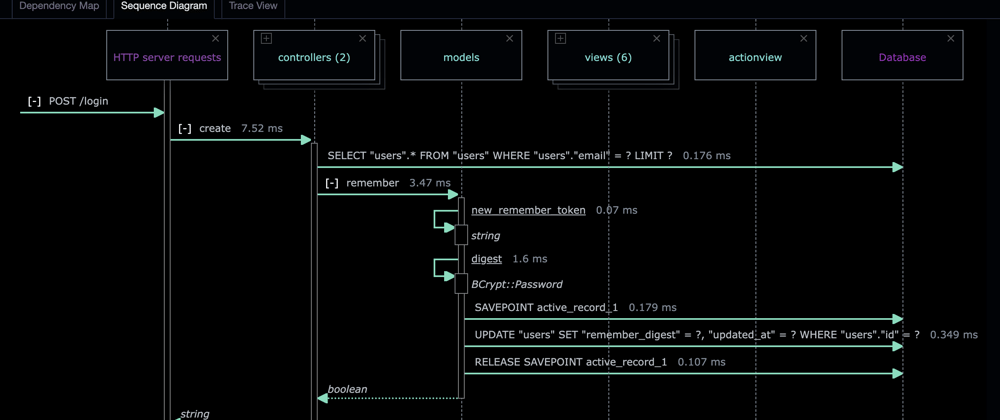 Dependency Map Sequence Diagram Trace View
HTTP server requests controllers (2) models views (6) actionview Database
[-] POST /login
[-] create 7.52 ms
SELECT "users".* FROM "users" WHERE "users"."email" = ? LIMIT ? 0.176 ms
[-] remember 3.47 ms
new_remember_token 0.07 ms
string
digest 1.6 ms
BCrypt::Password
SAVEPOINT active_record_1 0.179 ms
UPDATE "users" SET "remember_digest" = ?, "updated_at" = ? WHERE "users"."id" = ? 0.349 ms
RELEASE SAVEPOINT active_record_1 0.107 ms
boolean
string